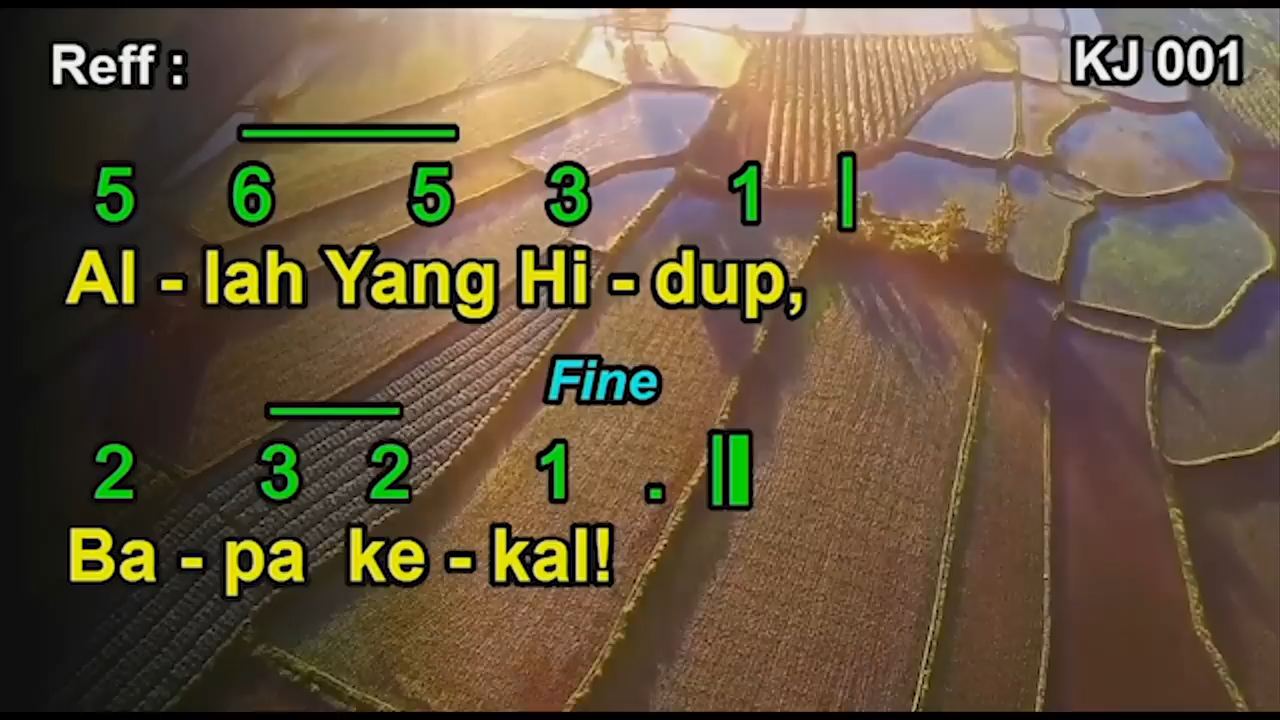 Reff :
KJ 001
5 6 5 3 1 |
Al - lah Yang Hi - dup,
Fine
2 3 2 1 . ||
Ba - pa ke - kal!